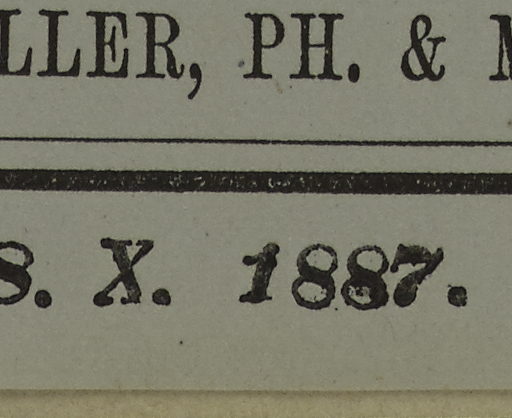 LLER, PH. & M
8. X. 1887.